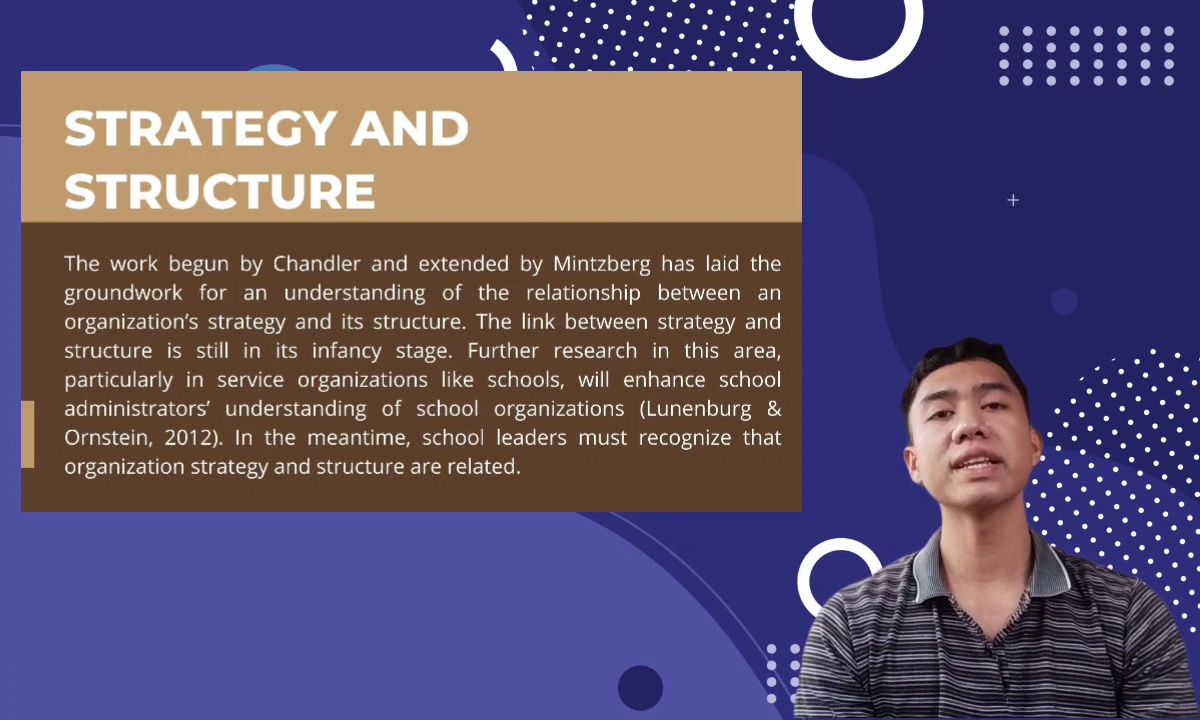 STRATEGY AND
STRUCTURE
The work begun by Chandler and extended by Mintzberg has laid the
groundwork for an understanding of the relationship between an
organization's strategy and its structure. The link between strategy and
structure is still in its infancy stage. Further research in this area,
particularly in service organizations like schools, will enhance school
administrators' understanding of school organizations (Lunenburg &
Ornstein, 2012). In the meantime, school leaders must recognize that
organization strategy and structure are related.